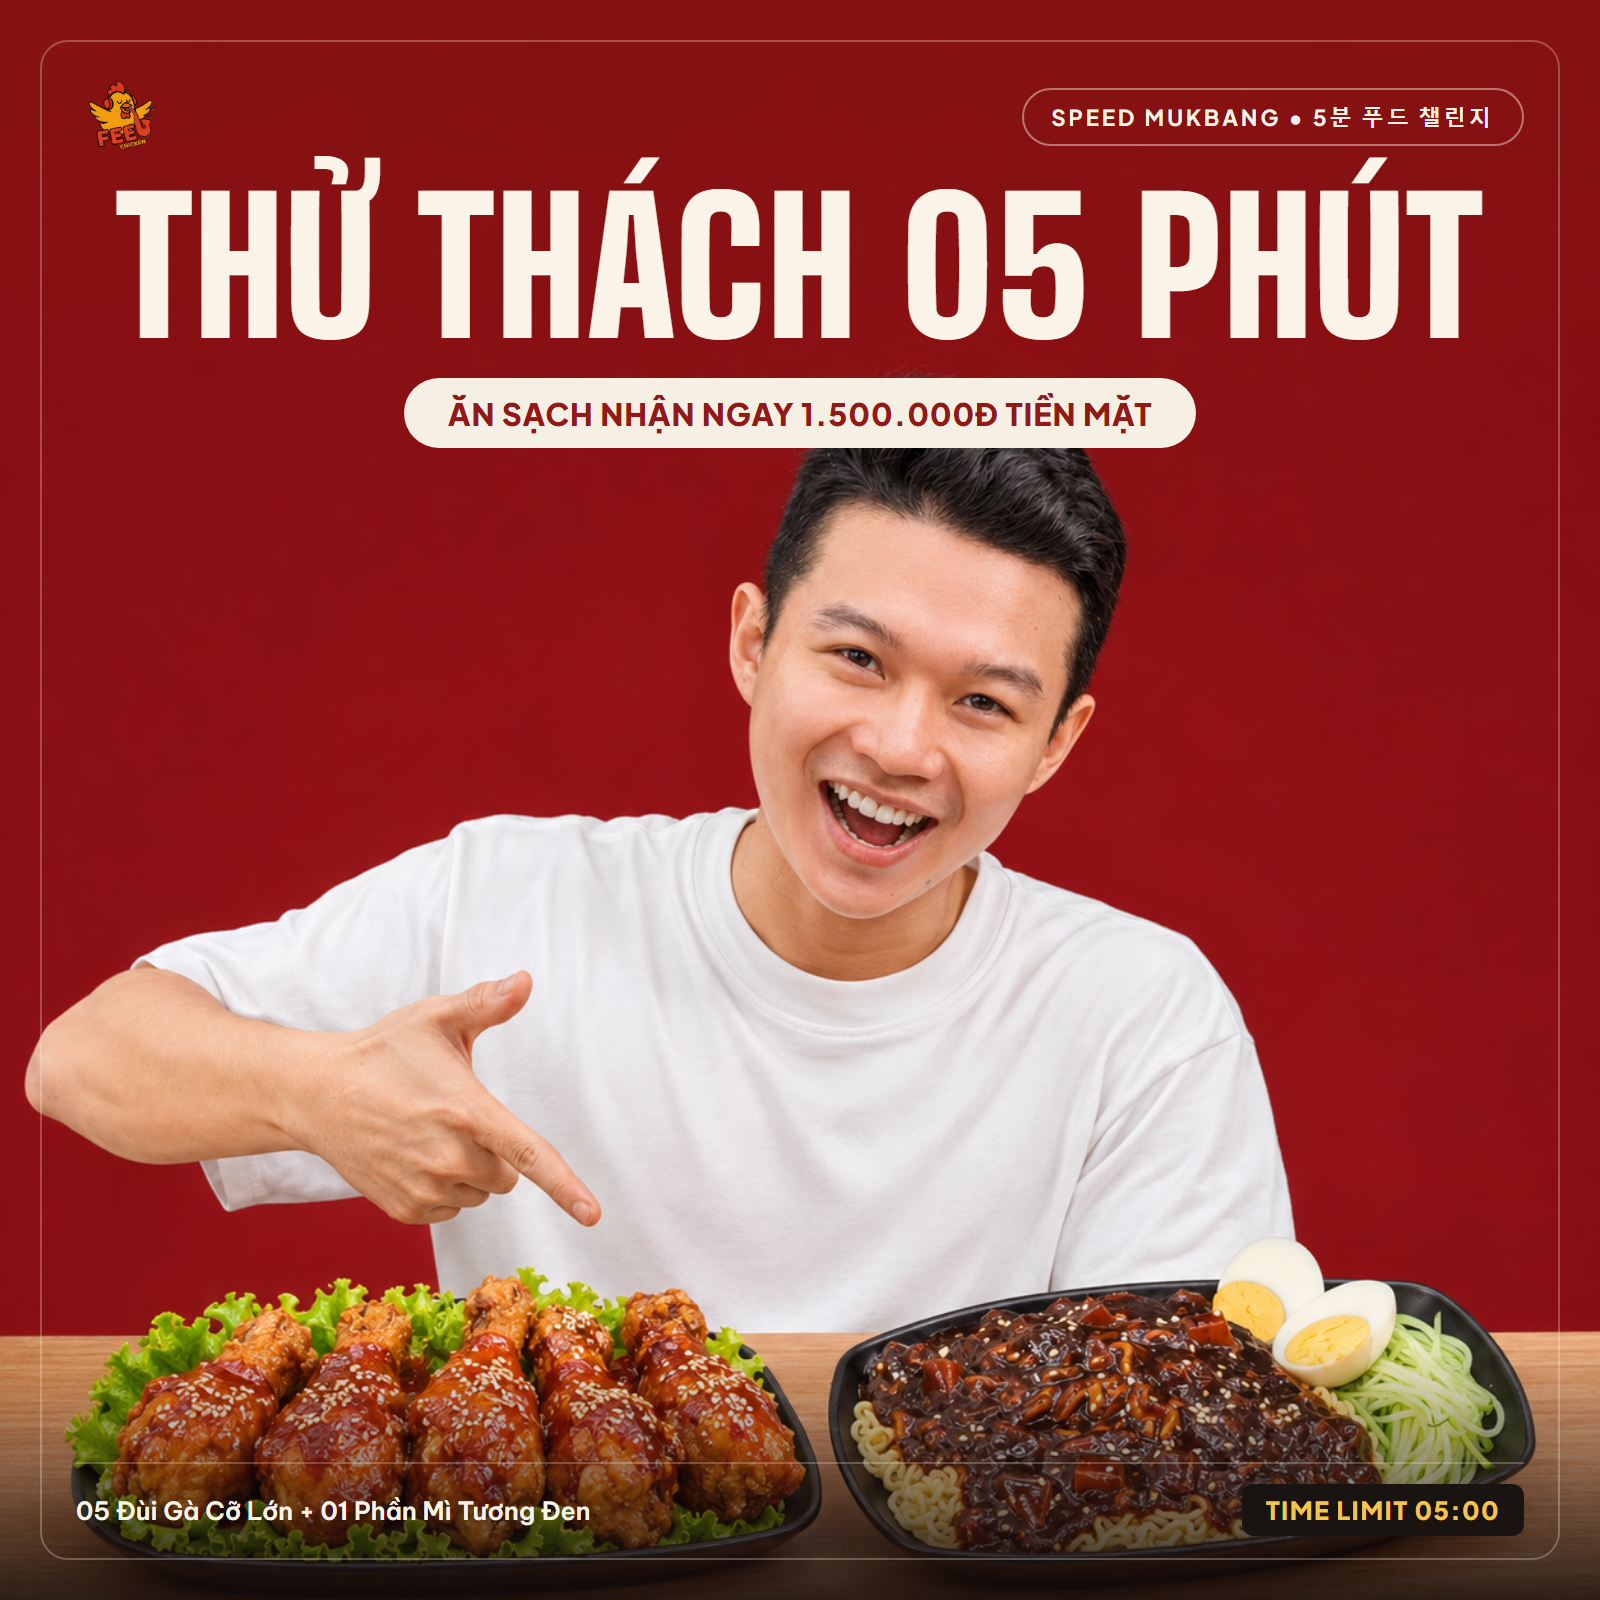 FEEU
CHICKEN
SPEED MUKBANG • 5분 푸드 챌린지
THỬ THÁCH 05 PHÚT
ĂN SẠCH NHẬN NGAY 1.500.000Đ TIỀN MẶT
05 Đùi Gà Cỡ Lớn + 01 Phần Mì Tương Đen
TIME LIMIT 05:00